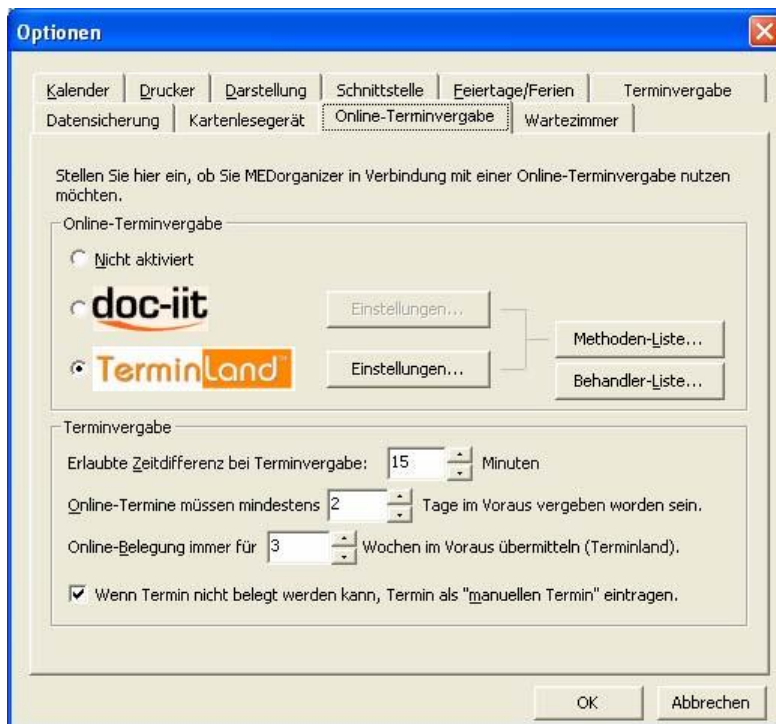 Optionen
Kalender Drucker Darstellung Schnittstelle Feiertage/Ferien Terminvergabe
Datensicherung Kartenlesegerät Online-Terminvergabe Wartezimmer
Stellen Sie hier ein, ob Sie MEDorganizer in Verbindung mit einer Online-Terminvergabe nutzen
möchten.
Online-Terminvergabe
Nicht aktiviert
doc-iit Einstellungen...
Methoden-Liste...
TerminLand™ Einstellungen...
Behandler-Liste...
Terminvergabe
Erlaubte Zeitdifferenz bei Terminvergabe: 15 Minuten
Online-Termine müssen mindestens 2 Tage im Voraus vergeben worden sein.
Online-Belegung immer für 3 Wochen im Voraus übermitteln (Terminland).
Wenn Termin nicht belegt werden kann, Termin als "manuellen Termin" eintragen.
OK Abbrechen